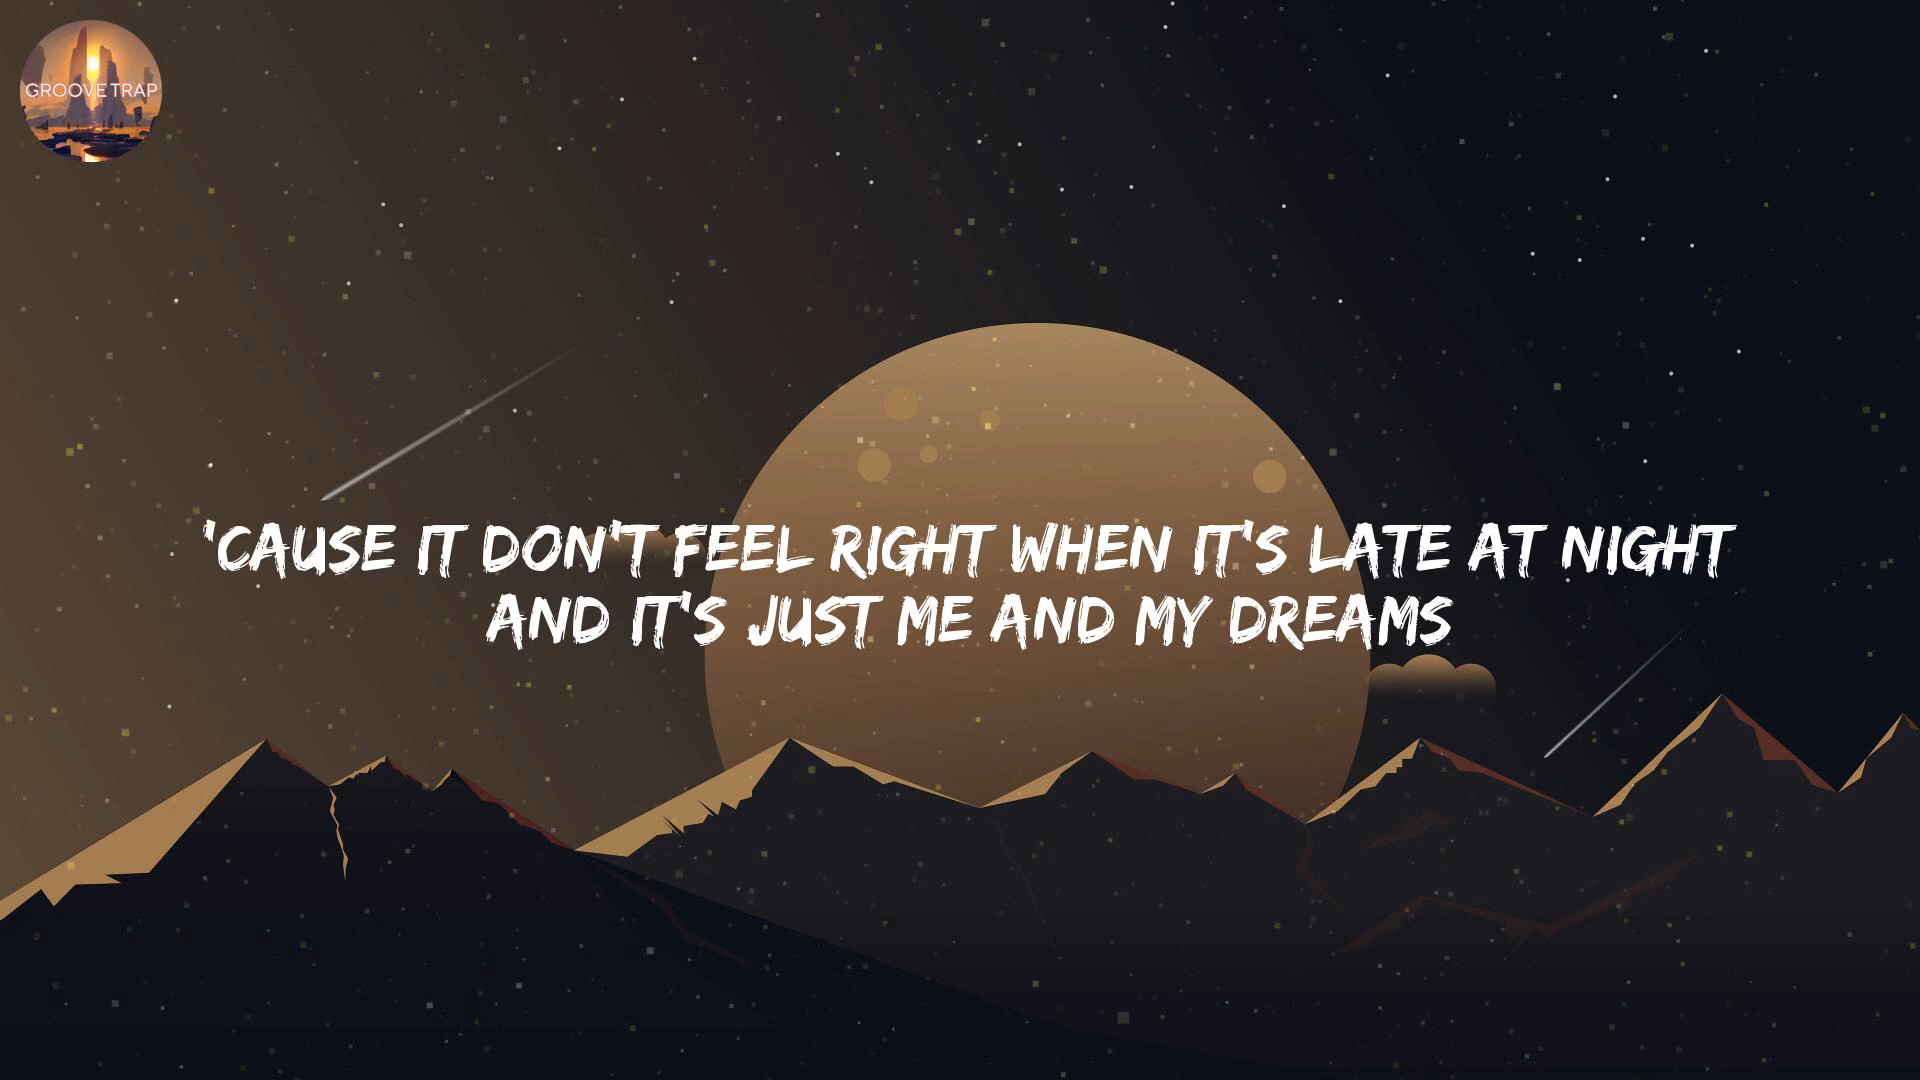 GROOVE TRAP
'CAUSE IT DON'T FEEL RIGHT WHEN IT'S LATE AT NIGHT
AND IT'S JUST ME AND MY DREAMS